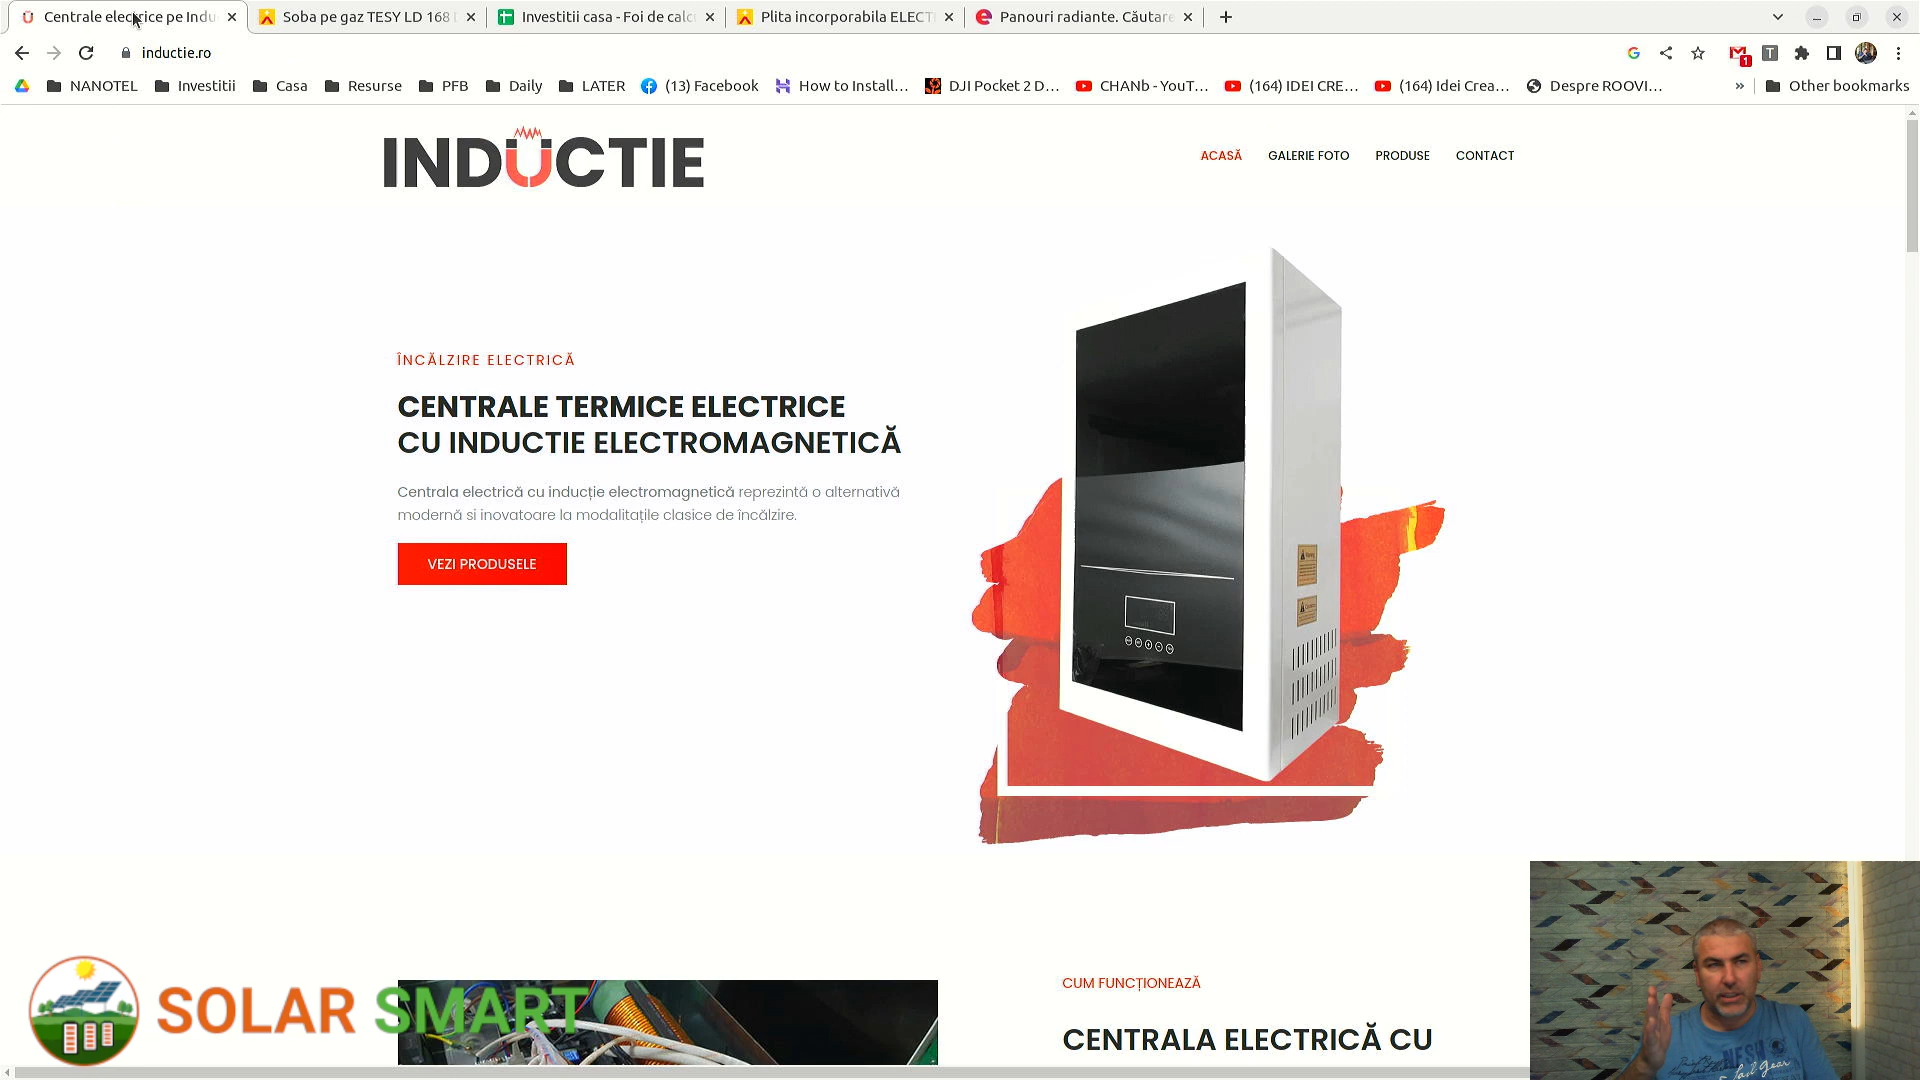 Centrale electrice pe Indu
Soba pe gaz TESY LD 168
Investitii casa - Foi de calc
Plita incorporabila ELECT
Panouri radiante. Căutare
inductie.ro
NANOTEL
Investitii
Casa
Resurse
PFB
Daily
LATER
(13) Facebook
How to Install...
DJI Pocket 2 D...
CHANb - YouT...
(164) IDEI CRE...
(164) Idei Crea...
Despre ROOVI...
»
Other bookmarks
INDUCTIE
ACASĂ
GALERIE FOTO
PRODUSE
CONTACT
ÎNCĂLZIRE ELECTRICĂ
CENTRALE TERMICE ELECTRICE
CU INDUCTIE ELECTROMAGNETICĂ
Centrala electrică cu inducție electromagnetică reprezintă o alternativă
modernă si inovatoare la modalitațile clasice de încălzire.
VEZI PRODUSELE
CUM FUNCȚIONEAZĂ
CENTRALA ELECTRICĂ CU
SOLAR SMART